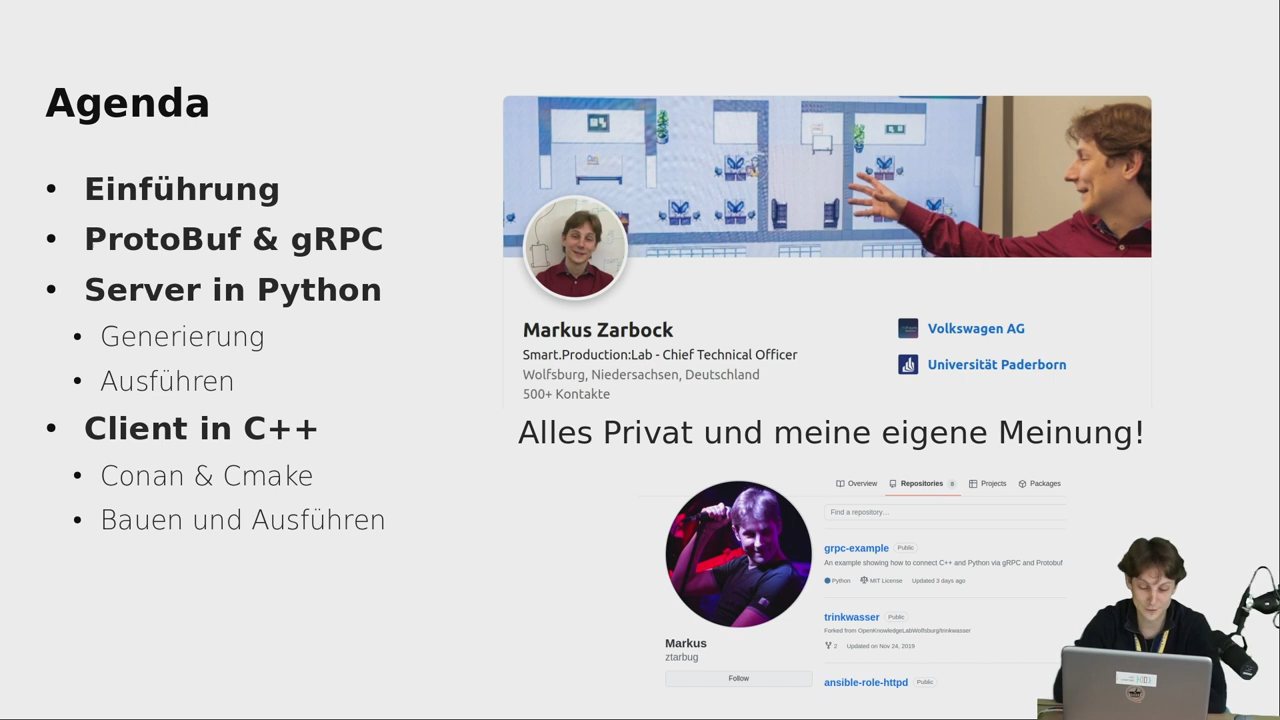 Agenda
Einführung
ProtoBuf & gRPC
Server in Python
Generierung
Ausführen
Client in C++
Conan & Cmake
Bauen und Ausführen
Markus Zarbock
Smart.Production:Lab - Chief Technical Officer
Wolfsburg, Niedersachsen, Deutschland
500+ Kontakte
Volkswagen AG
Universität Paderborn
Alles Privat und meine eigene Meinung!
Overview Repositories 8 Projects Packages
Find a repository...
grpc-example Public
An example showing how to connect C++ and Python via gRPC and Protobuf
Python MIT License Updated 3 days ago
trinkwasser Public
Forked from OpenKnowledgeLabWolfsburg/trinkwasser
2 Updated on Nov 24, 2019
ansible-role-httpd Public
Markus
ztarbug
Follow